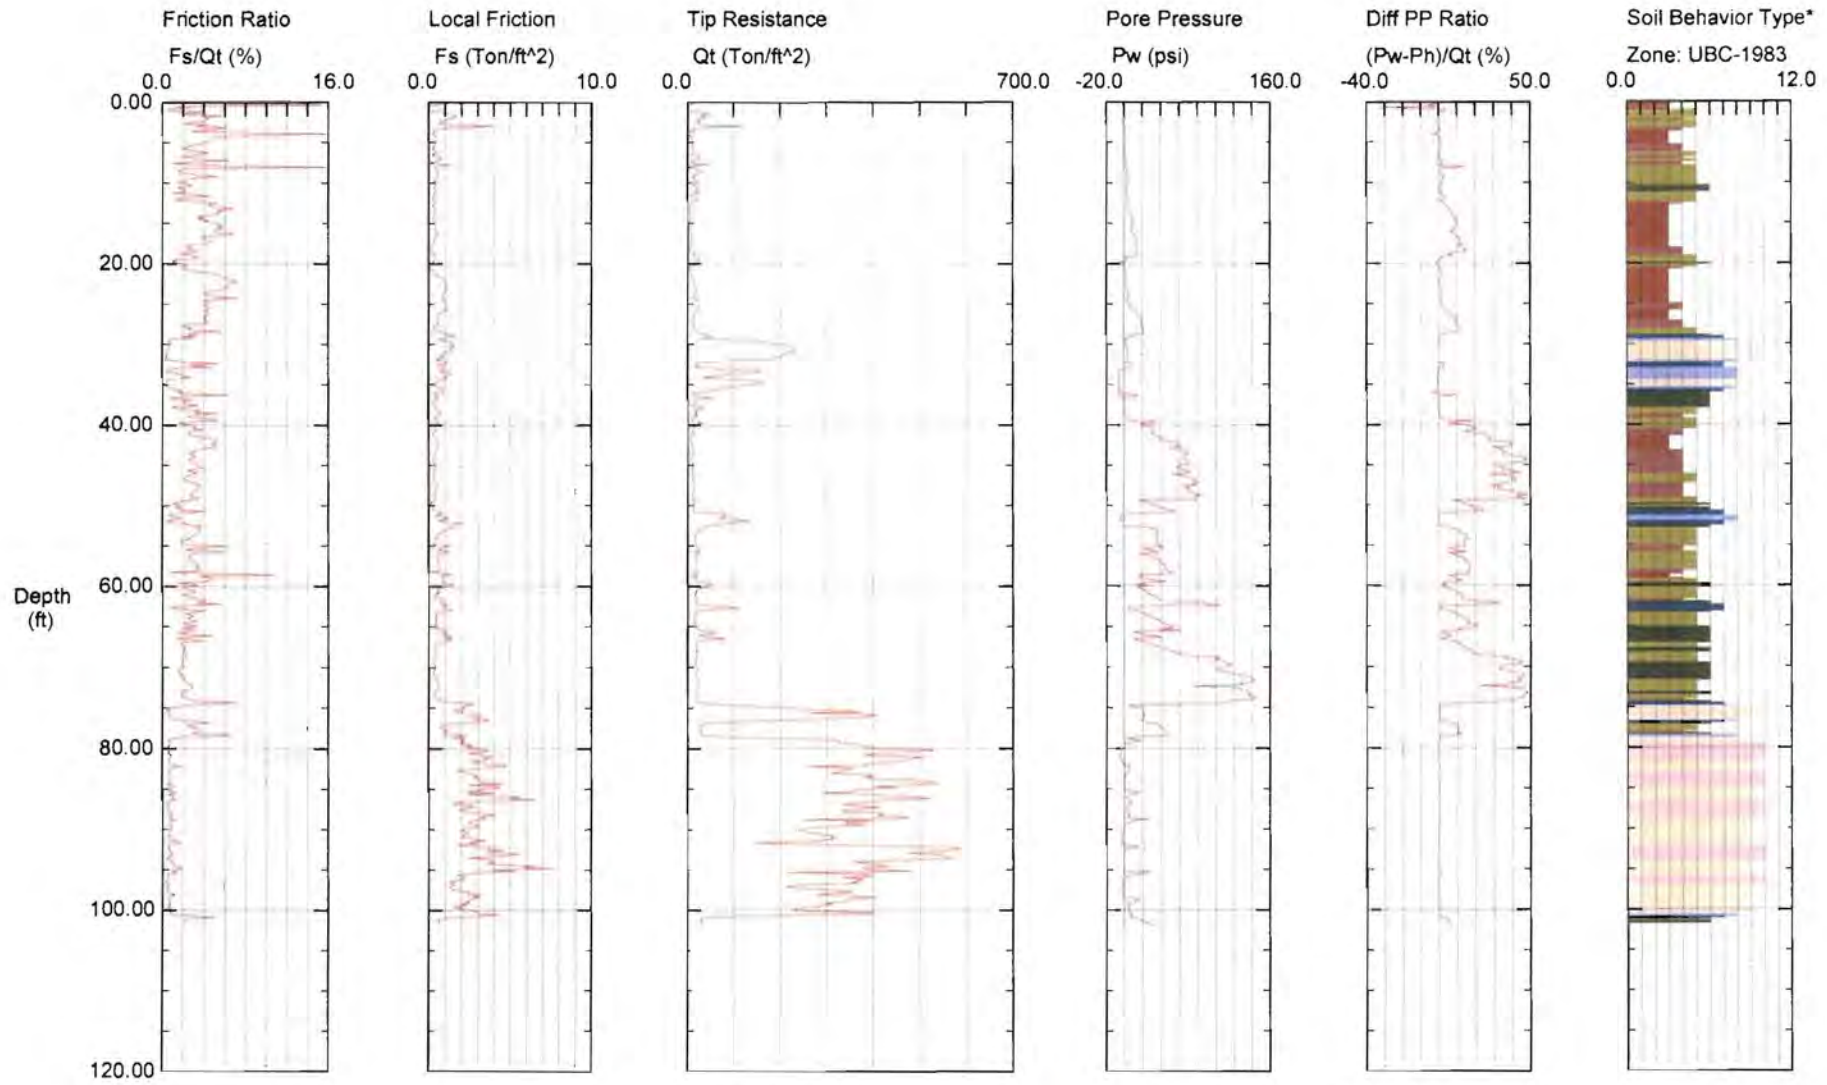 Friction Ratio Local Friction Tip Resistance Pore Pressure Diff PP Ratio Soil Behavior Type*
Fs/Qt (%) Fs (Ton/ft^2) Qt (Ton/ft^2) Pw (psi) (Pw-Ph)/Qt (%) Zone: UBC-1983
0.0 16.0 0.0 10.0 0.0 700.0 -20.0 160.0 -40.0 50.0 0.0 12.0
0.00
20.00
40.00
60.00
Depth
(ft)
80.00
100.00
120.00